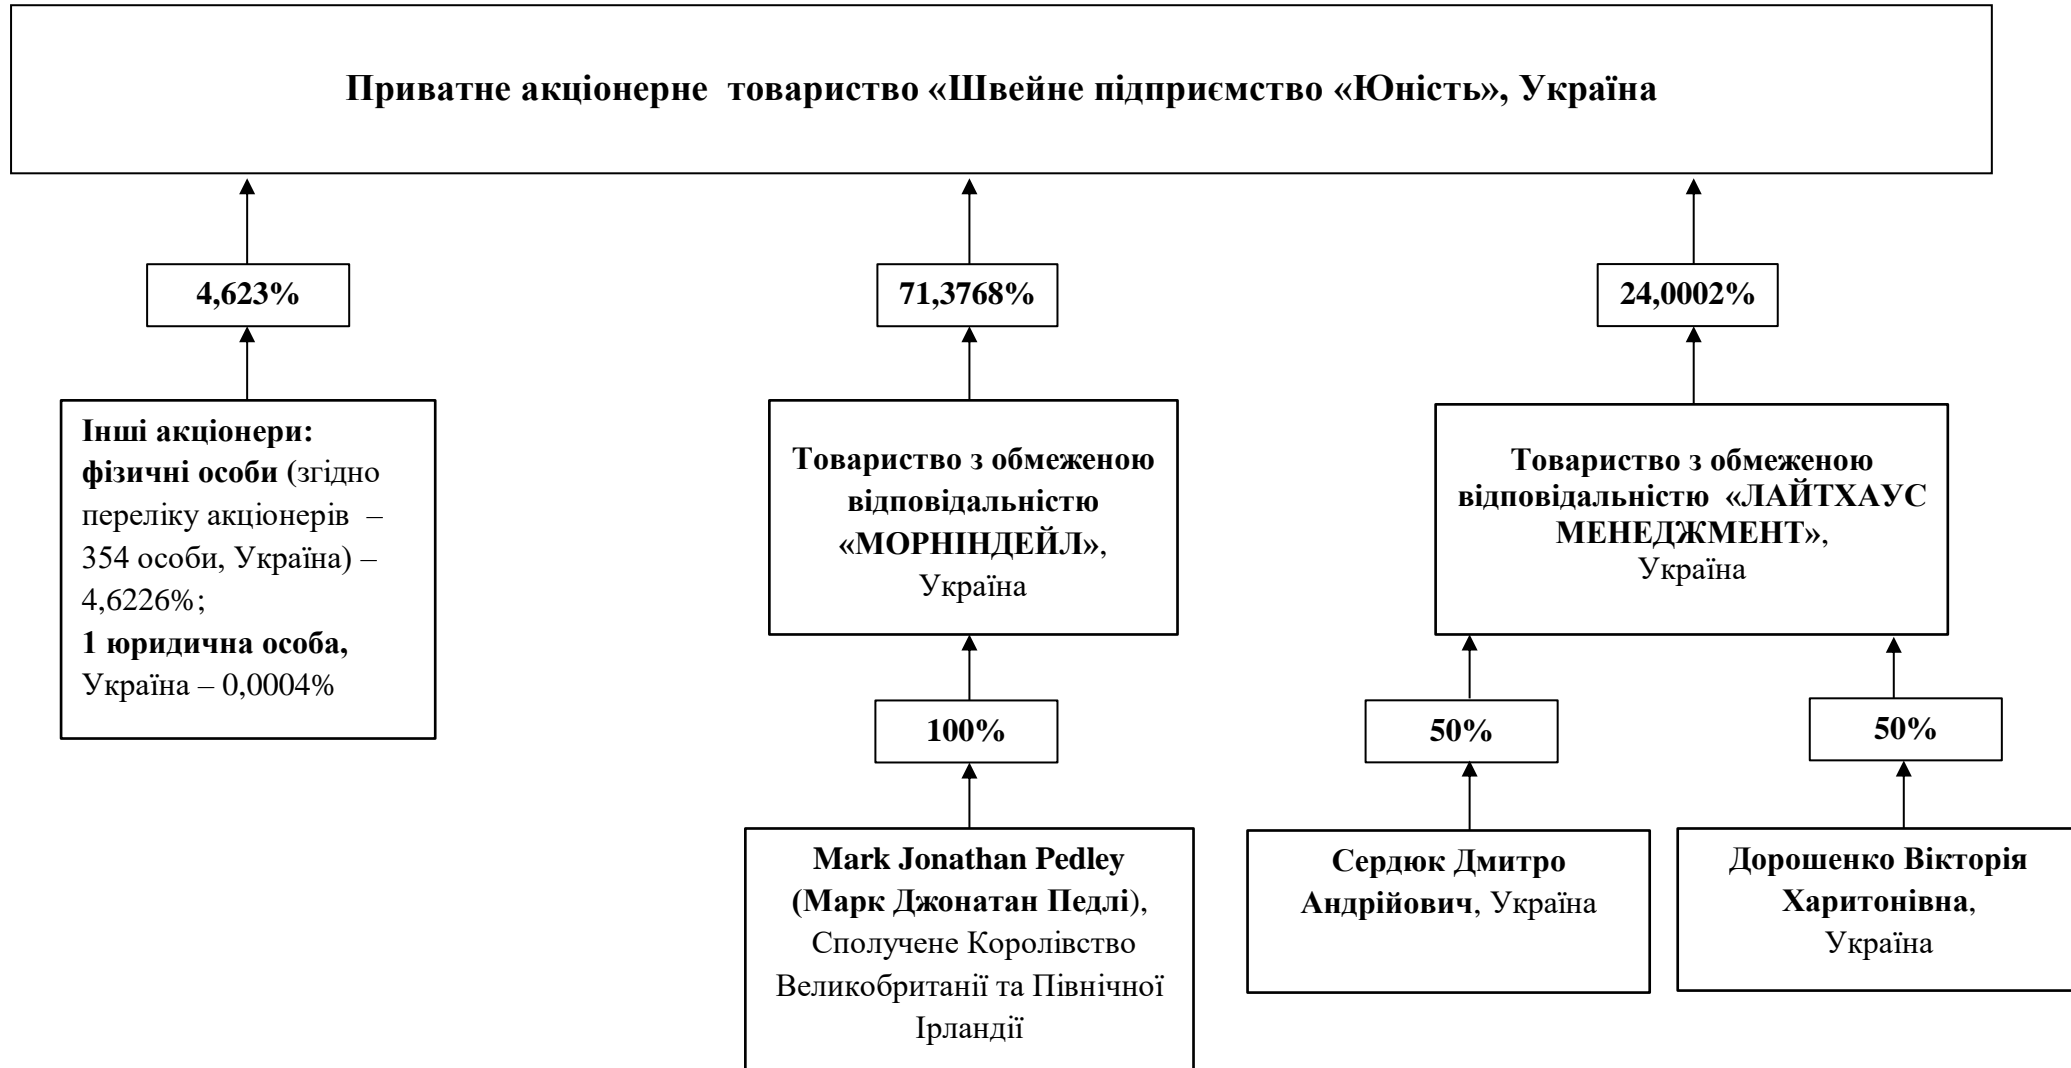 Приватне акціонерне товариство «Швейне підприємство «Юність», Україна
4,623%
71,3768%
24,0002%
Інші акціонери:
фізичні особи (згідно
переліку акціонерів –
354 особи, Україна) –
4,6226%;
1 юридична особа,
Україна – 0,0004%
Товариство з обмеженою
відповідальністю
«МОРНІНДЕЙЛ»,
Україна
Товариство з обмеженою
відповідальністю «ЛАЙТХАУС
МЕНЕДЖМЕНТ»,
Україна
100%
50%
50%
Mark Jonathan Pedley
(Марк Джонатан Педлі),
Сполучене Королівство
Великобританії та Північної
Ірландії
Сердюк Дмитро
Андрійович, Україна
Дорошенко Вікторія
Харитонівна,
Україна